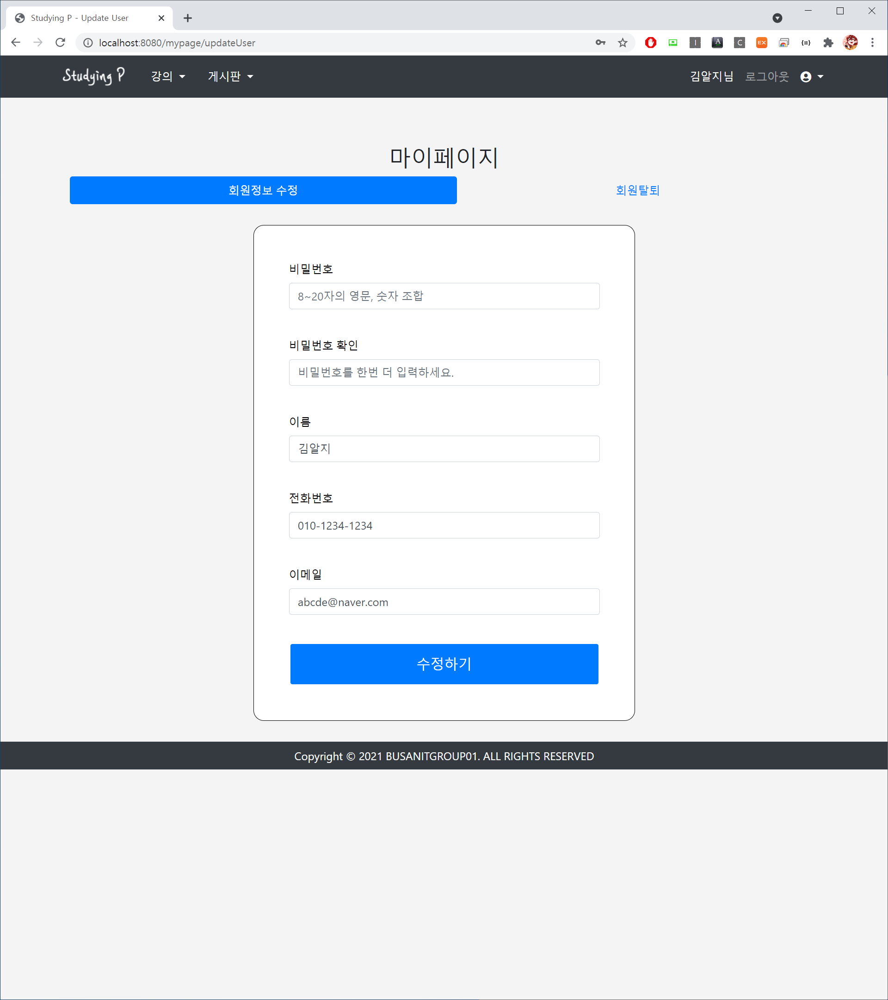 Studying P - Update User
localhost:8080/mypage/updateUser
I A C EX
Studying P 강의 게시판 김알지님 로그아웃
마이페이지
회원정보 수정 회원탈퇴
비밀번호
8~20자의 영문, 숫자 조합
비밀번호 확인
비밀번호를 한번 더 입력하세요.
이름
김알지
전화번호
010-1234-1234
이메일
abcde@naver.com
수정하기
Copyright © 2021 BUSANITGROUP01. ALL RIGHTS RESERVED